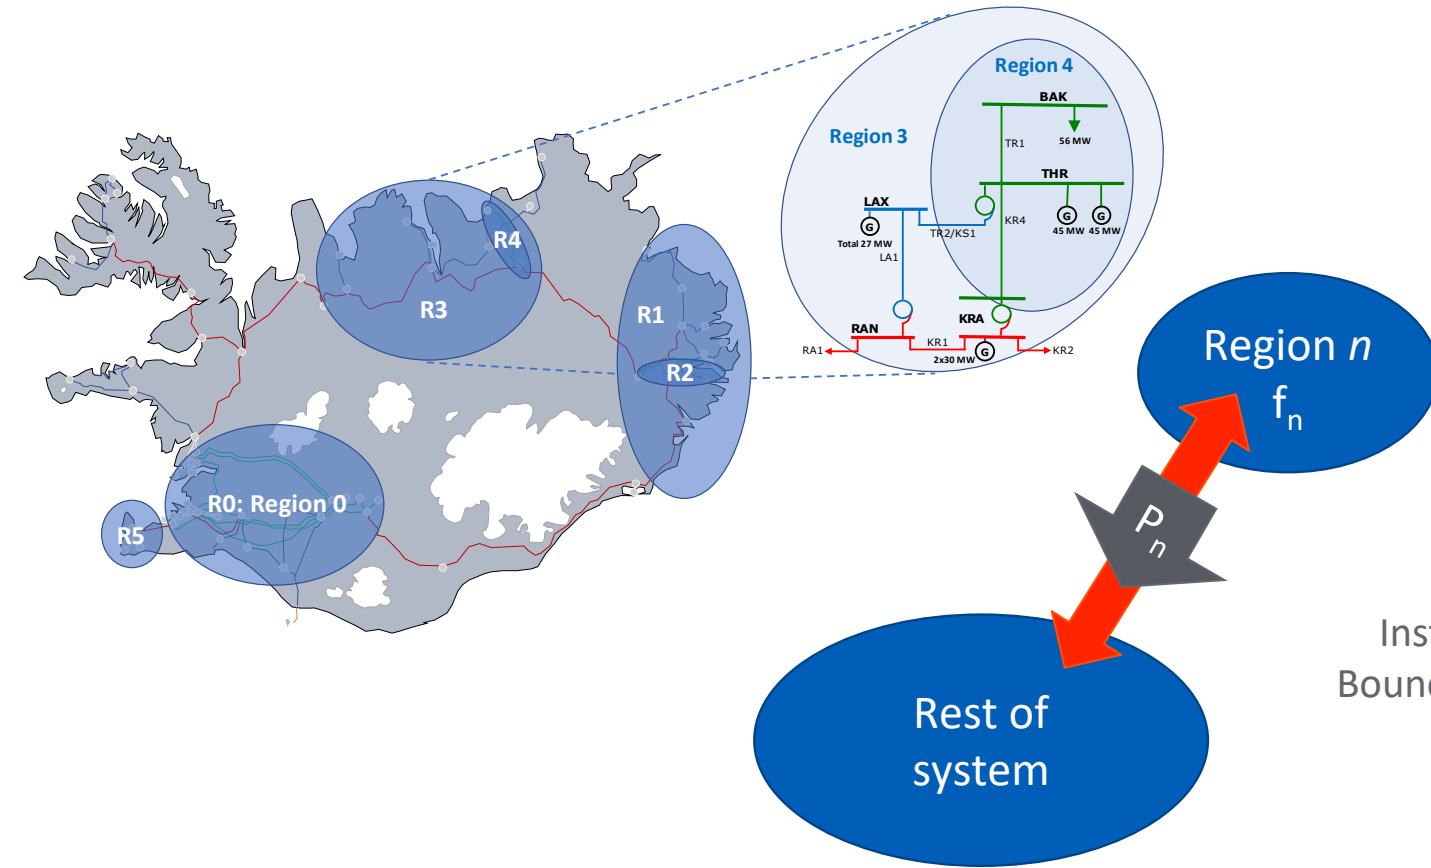 Region 4
BAK
56 MW
TR1
Region 3
THR
LAX
G
Total 27 MW
TR2/KS1
KR4
G
G
45 MW
45 MW
LA1
KRA
RAN
KR1
RA1
2x30 MW
G
KR2
R4
R3
R1
R2
R0: Region 0
R5
Region n
fn
Pn
Rest of
system
Inst
Bound